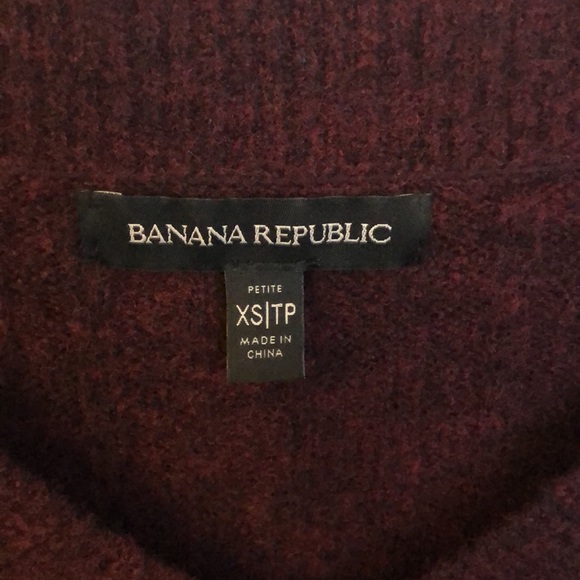 BANANA REPUBLIC
PETITE
XS|TP
MADE IN
CHINA